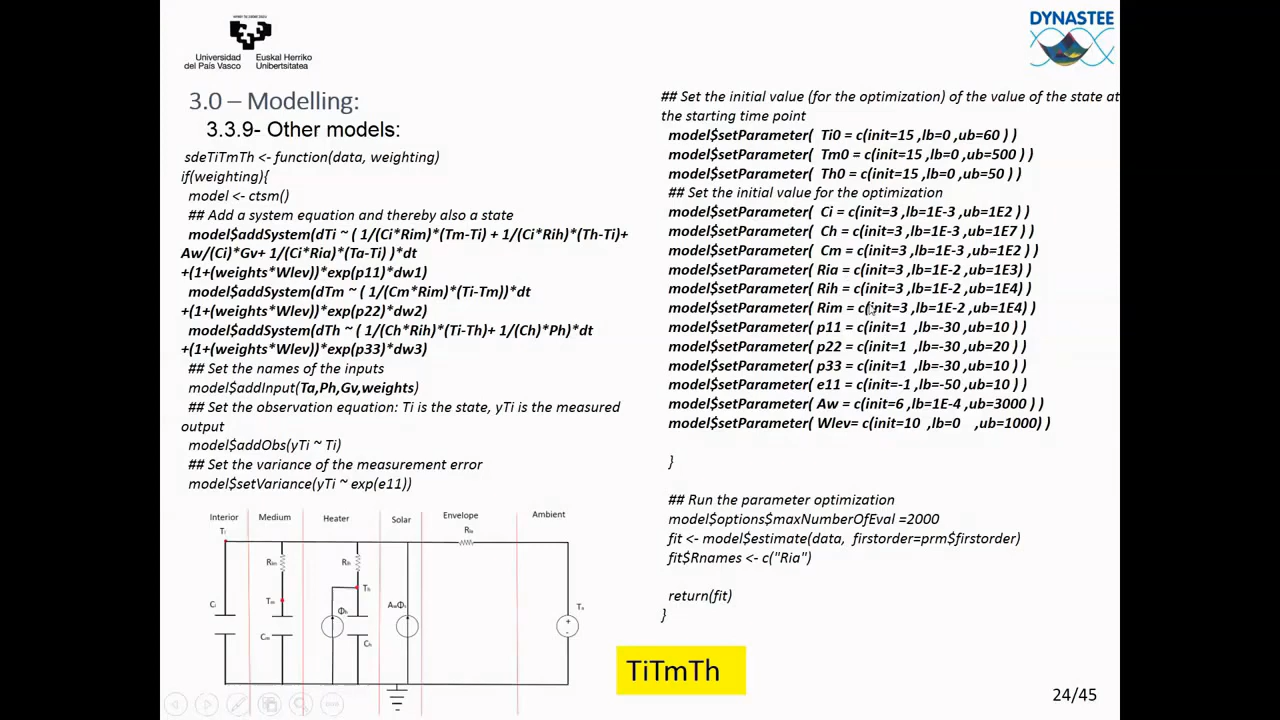 HERRI TE EUSKERA ZABAL
Universidad
del País Vasco
Euskal Herriko
Unibertsitatea
DYNASTEE
3.0 – Modelling:
3.3.9- Other models:
sdeTiTmTh <- function(data, weighting)
if(weighting){
model <- ctsm()
## Add a system equation and thereby also a state
model$addSystem(dTi ~ ( 1/(Ci*Rim)*(Tm-Ti) + 1/(Ci*Rih)*(Th-Ti)+
Aw/(Ci)*Gv+ 1/(Ci*Ria)*(Ta-Ti) )*dt
+(1+(weights*Wlev))*exp(p11)*dw1)
model$addSystem(dTm ~ ( 1/(Cm*Rim)*(Ti-Tm))*dt
+(1+(weights*Wlev))*exp(p22)*dw2)
model$addSystem(dTh ~ ( 1/(Ch*Rih)*(Ti-Th)+ 1/(Ch)*Ph)*dt
+(1+(weights*Wlev))*exp(p33)*dw3)
## Set the names of the inputs
model$addInput(Ta,Ph,Gv,weights)
## Set the observation equation: Ti is the state, yTi is the measured
output
model$addObs(yTi ~ Ti)
## Set the variance of the measurement error
model$setVariance(yTi ~ exp(e11))
Interior
Medium
Heater
Solar
Envelope
Ambient
Ti
Ria
Rim
Rih
Tm
Th
Ci
Φh
AwΦs
Ta
+
-
Cm
Ch
## Set the initial value (for the optimization) of the value of the state at
the starting time point
model$setParameter( Ti0 = c(init=15 ,lb=0 ,ub=60 ) )
model$setParameter( Tm0 = c(init=15 ,lb=0 ,ub=500 ) )
model$setParameter( Th0 = c(init=15 ,lb=0 ,ub=50 ) )
## Set the initial value for the optimization
model$setParameter( Ci = c(init=3 ,lb=1E-3 ,ub=1E2 ) )
model$setParameter( Ch = c(init=3 ,lb=1E-3 ,ub=1E7 ) )
model$setParameter( Cm = c(init=3 ,lb=1E-3 ,ub=1E2 ) )
model$setParameter( Ria = c(init=3 ,lb=1E-2 ,ub=1E3) )
model$setParameter( Rih = c(init=3 ,lb=1E-2 ,ub=1E4) )
model$setParameter( Rim = c(init=3 ,lb=1E-2 ,ub=1E4) )
model$setParameter( p11 = c(init=1 ,lb=-30 ,ub=10 ) )
model$setParameter( p22 = c(init=1 ,lb=-30 ,ub=20 ) )
model$setParameter( p33 = c(init=1 ,lb=-30 ,ub=10 ) )
model$setParameter( e11 = c(init=-1 ,lb=-50 ,ub=10 ) )
model$setParameter( Aw = c(init=6 ,lb=1E-4 ,ub=3000 ) )
model$setParameter( Wlev= c(init=10 ,lb=0 ,ub=1000) )
}
## Run the parameter optimization
model$options$maxNumberOfEval =2000
fit <- model$estimate(data, firstorder=prm$firstorder)
fit$Rnames <- c("Ria")
return(fit)
}
TiTmTh
24/45